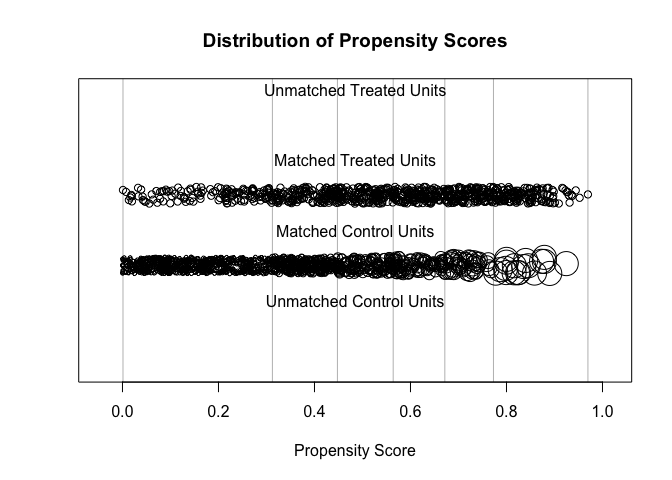 Distribution of Propensity Scores
Unmatched Treated Units
Matched Treated Units
Matched Control Units
Unmatched Control Units
0.0 0.2 0.4 0.6 0.8 1.0
Propensity Score